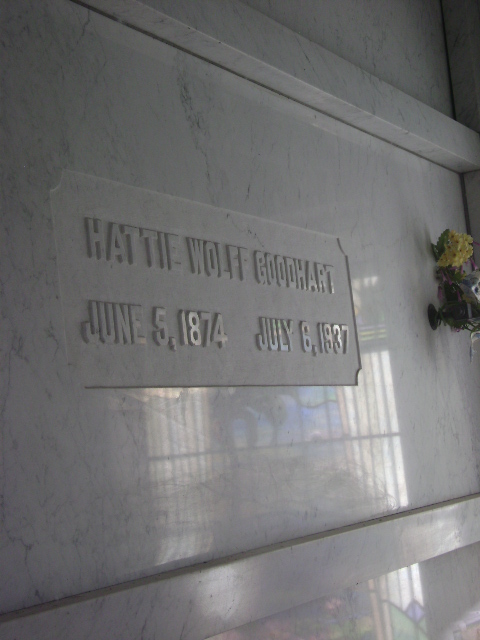 HATTIE WOLFF GOODHART
JUNE 5, 1874 JULY 6, 1937